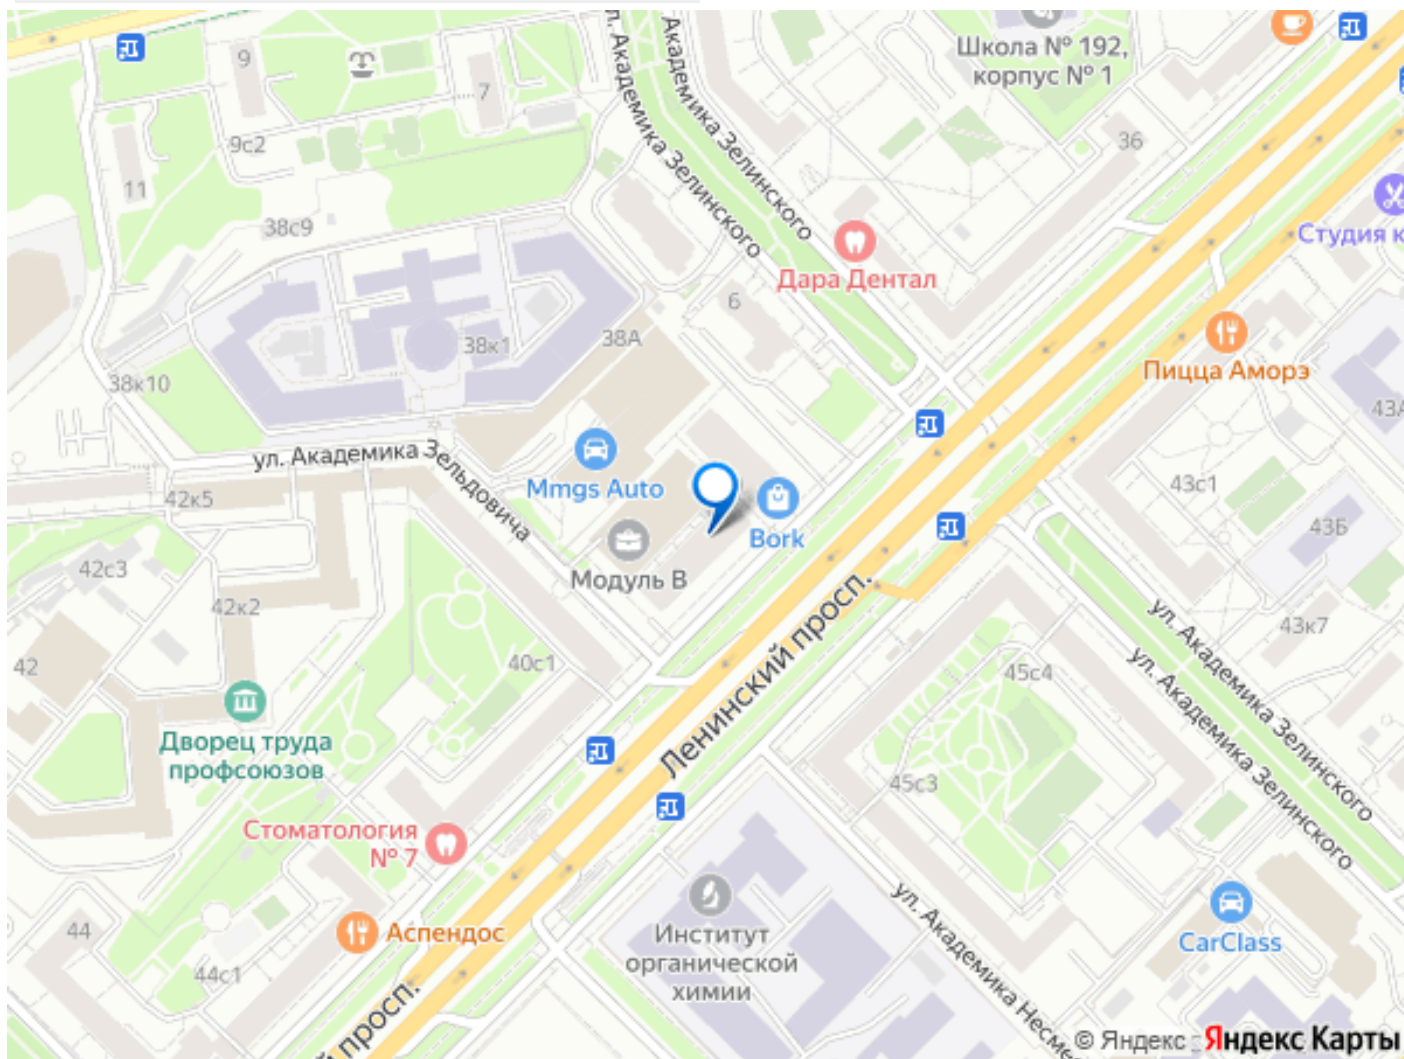 ул. Академика Зелинского
Академика Зелинского
Школа № 192,
корпус № 1
9
7
9с2
11
36
38с9
Дара Дентал
Студия к
6
38А
38к1
38к10
Пицца Аморэ
43А
ул. Академика Зельдовича
Mmgs Auto
Bork
Модуль В
42к5
43с1
43Б
42с3
42к2
43к7
42
40с1
Ленинский просп.
45с4
ул. Академика Зелинского
ул. Академика Зелинского
Дворец труда
профсоюзов
45с3
Стоматология
№ 7
44
Аспендос
Институт
органической
химии
CarClass
44с1
ул. Академика Несме
й просп.
© Яндекс
Яндекс Карты